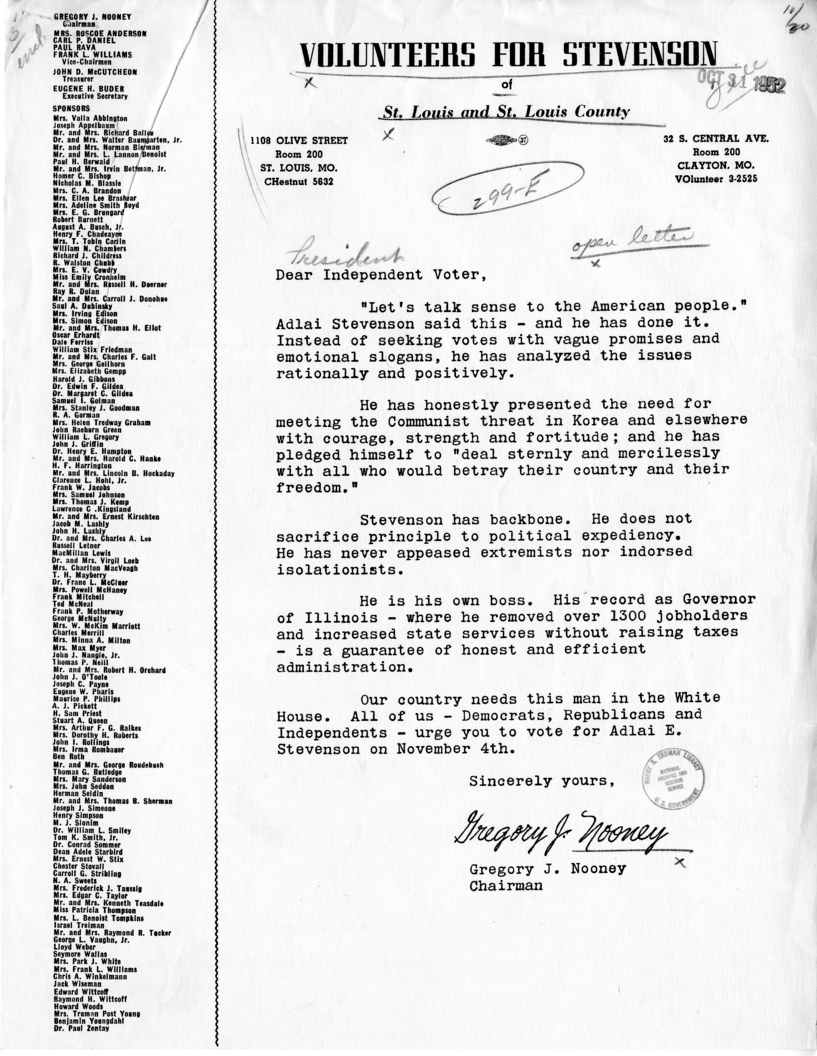 GREGORY J. NOONEY
Chairman
MRS. ROSCOE ANDERSON
CARL P. DANIEL
PAUL RAVA
FRANK L. WILLIAMS
Vice-Chairmen
JOHN D. McCUTCHEON
Treasurer
EUGENE H. BUDER
Executive Secretary
SPONSORS
Mrs. Valla Abbington
Joseph Appelbaum
Mr. and Mrs. Richard Ballou
Dr. and Mrs. Walter Baumgarten, Jr.
Mr. and Mrs. Norman Bierman
Mr. and Mrs. L. Lannon Benoist
Paul H. Berwald
Mr. and Mrs. Irvin Bettman, Jr.
Homer C. Bishop
Nicholas M. Blassie
Mrs. C. A. Brandon
Mrs. Ellen Lee Brashear
Mrs. Adeline Smith Boyd
Mrs. E. G. Brungard
Robert Burnett
August A. Busch, Jr.
Henry F. Chadeayne
Mrs. T. Tobin Carlin
William N. Chambers
Richard J. Childress
R. Walston Chubb
Mrs. E. V. Cowdry
Miss Emily Cronheim
Mr. and Mrs. Russell H. Doerner
Ray R. Dolan
Mr. and Mrs. Carroll J. Donohue
Saul A. Dubinsky
Mrs. Irving Edison
Mrs. Simon Edison
Mr. and Mrs. Thomas H. Eliot
Oscar Erhardt
Dale Ferriss
William Stix Friedman
Mr. and Mrs. Charles F. Galt
Mrs. George Gellhorn
Mrs. Elizabeth Gempp
Harold J. Gibbons
Dr. Edwin F. Gildea
Dr. Margaret C. Gildea
Samuel I. Golman
Mrs. Stanley J. Goodman
R. A. Gorman
Mrs. Helen Tredway Graham
John Raeburn Green
William L. Gregory
John J. Griffin
Dr. Henry E. Hampton
Mr. and Mrs. Harold C. Hanke
H. F. Harrington
Mr. and Mrs. Lincoln B. Hockaday
Clarence L. Hohl, Jr.
Frank W. Jacobs
Mrs. Samuel Johnson
Mrs. Thomas J. Kemp
Lawrence C .Kingsland
Mr. and Mrs. Ernest Kirschten
Jacob M. Lashly
John H. Lashly
Dr. and Mrs. Charles A. Lee
Russell Letner
MacMillan Lewis
Dr. and Mrs. Virgil Loeb
Mrs. Charlton MacVeagh
T. H. Mayberry
Dr. Franc L. McCluer
Mrs. Powell McHaney
Frank Mitchell
Ted McNeal
Frank P. Motherway
George McNulty
Mrs. W. McKim Marriott
Charles Merrill
Mrs. Minna A. Milton
Mrs. Max Myer
John J. Nangle, Jr.
Thomas P. Neill
Mr. and Mrs. Robert H. Orchard
John J. O'Toole
Joseph C. Payne
Eugene W. Pharis
Maurice P. Phillips
A. J. Pickett
H. Sam Priest
Stuart A. Queen
Mrs. Arthur F. G. Raikes
Mrs. Dorothy H. Roberts
John I. Rollings
Mrs. Irma Rombauer
Ben Roth
Mr. and Mrs. George Roudebush
Thomas G. Rutledge
Mrs. Mary Sanderson
Mrs. John Seddon
Herman Seldin
Mr. and Mrs. Thomas B. Sherman
Joseph J. Simeone
Henry Simpson
M. J. Slonim
Dr. William L. Smiley
Tom K. Smith, Jr.
Dr. Conrad Sommer
Dean Adele Starbird
Mrs. Ernest W. Stix
Chester Stovall
Carroll G. Stribling
N. A. Sweets
Mrs. Frederick J. Taussig
Mrs. Edgar C. Taylor
Mr. and Mrs. Kenneth Teasdale
Miss Patricia Thompson
Mrs. L. Benoist Tompkins
Israel Treiman
Mr. and Mrs. Raymond R. Tucker
George L. Vaughn, Jr.
Lloyd Weber
Seymore Wallas
Mrs. Park J. White
Mrs. Frank L. Williams
Chris A. Winkelmann
Jack Wiseman
Edward Wittcoff
Raymond H. Wittcoff
Howard Woods
Mrs. Truman Post Young
Benjamin Youngdahl
Dr. Paul Zentay
11/20
VOLUNTEERS FOR STEVENSON
OCT 31 1952
of
St. Louis and St. Louis County
1108 OLIVE STREET
Room 200
ST. LOUIS, MO.
CHestnut 5632
32 S. CENTRAL AVE.
Room 200
CLAYTON, MO.
VOlunteer 3-2525
299-E
open letter
President
Dear Independent Voter,
"Let's talk sense to the American people."
Adlai Stevenson said this - and he has done it.
Instead of seeking votes with vague promises and
emotional slogans, he has analyzed the issues
rationally and positively.
He has honestly presented the need for
meeting the Communist threat in Korea and elsewhere
with courage, strength and fortitude; and he has
pledged himself to "deal sternly and mercilessly
with all who would betray their country and their
freedom."
Stevenson has backbone. He does not
sacrifice principle to political expediency.
He has never appeased extremists nor indorsed
isolationists.
He is his own boss. His record as Governor
of Illinois - where he removed over 1300 jobholders
and increased state services without raising taxes
- is a guarantee of honest and efficient
administration.
Our country needs this man in the White
House. All of us - Democrats, Republicans and
Independents - urge you to vote for Adlai E.
Stevenson on November 4th.
Sincerely yours,
HARRY S. TRUMAN LIBRARY
NATIONAL
ARCHIVES AND
RECORDS
SERVICE
U.S. GOVERNMENT
Gregory J. Nooney
Gregory J. Nooney
Chairman